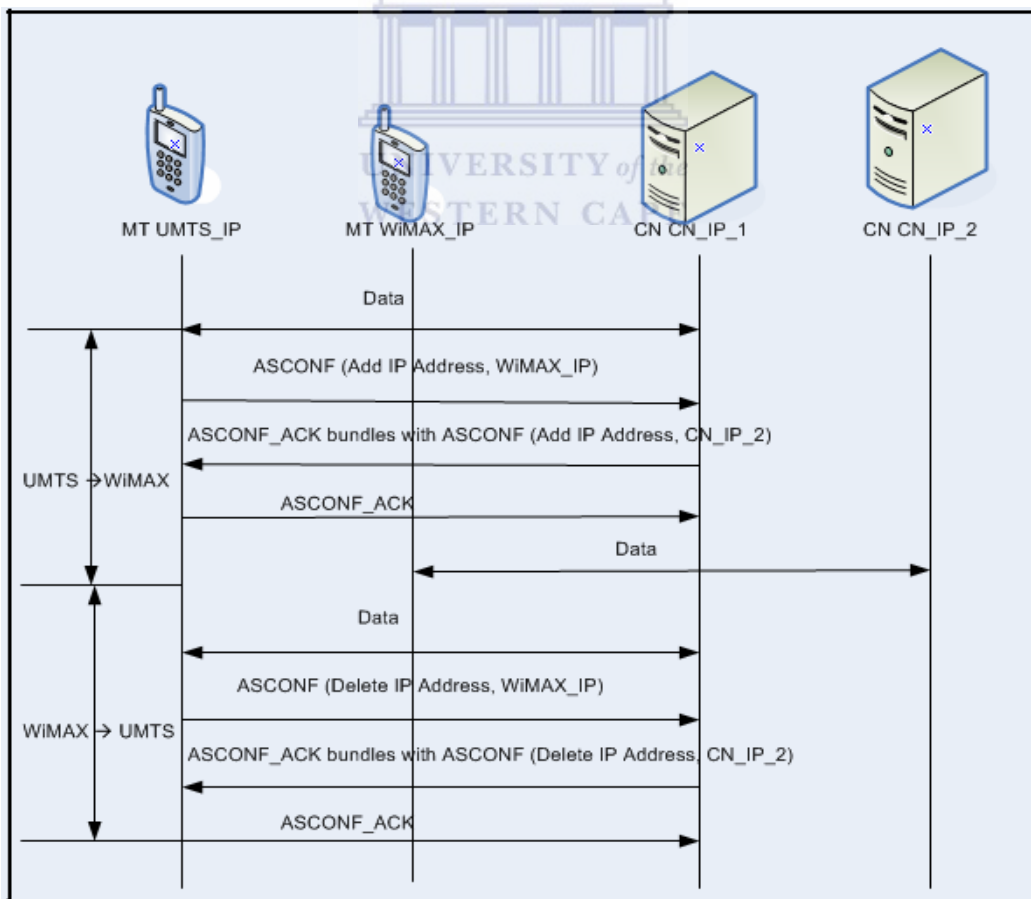 UNIVERSITY of the
WESTERN CAPE
MT UMTS_IP
MT WiMAX_IP
CN CN_IP_1
CN CN_IP_2
Data
ASCONF (Add IP Address, WiMAX_IP)
ASCONF_ACK bundles with ASCONF (Add IP Address, CN_IP_2)
UMTS → WiMAX
ASCONF_ACK
Data
Data
ASCONF (Delete IP Address, WiMAX_IP)
WiMAX → UMTS
ASCONF_ACK bundles with ASCONF (Delete IP Address, CN_IP_2)
ASCONF_ACK